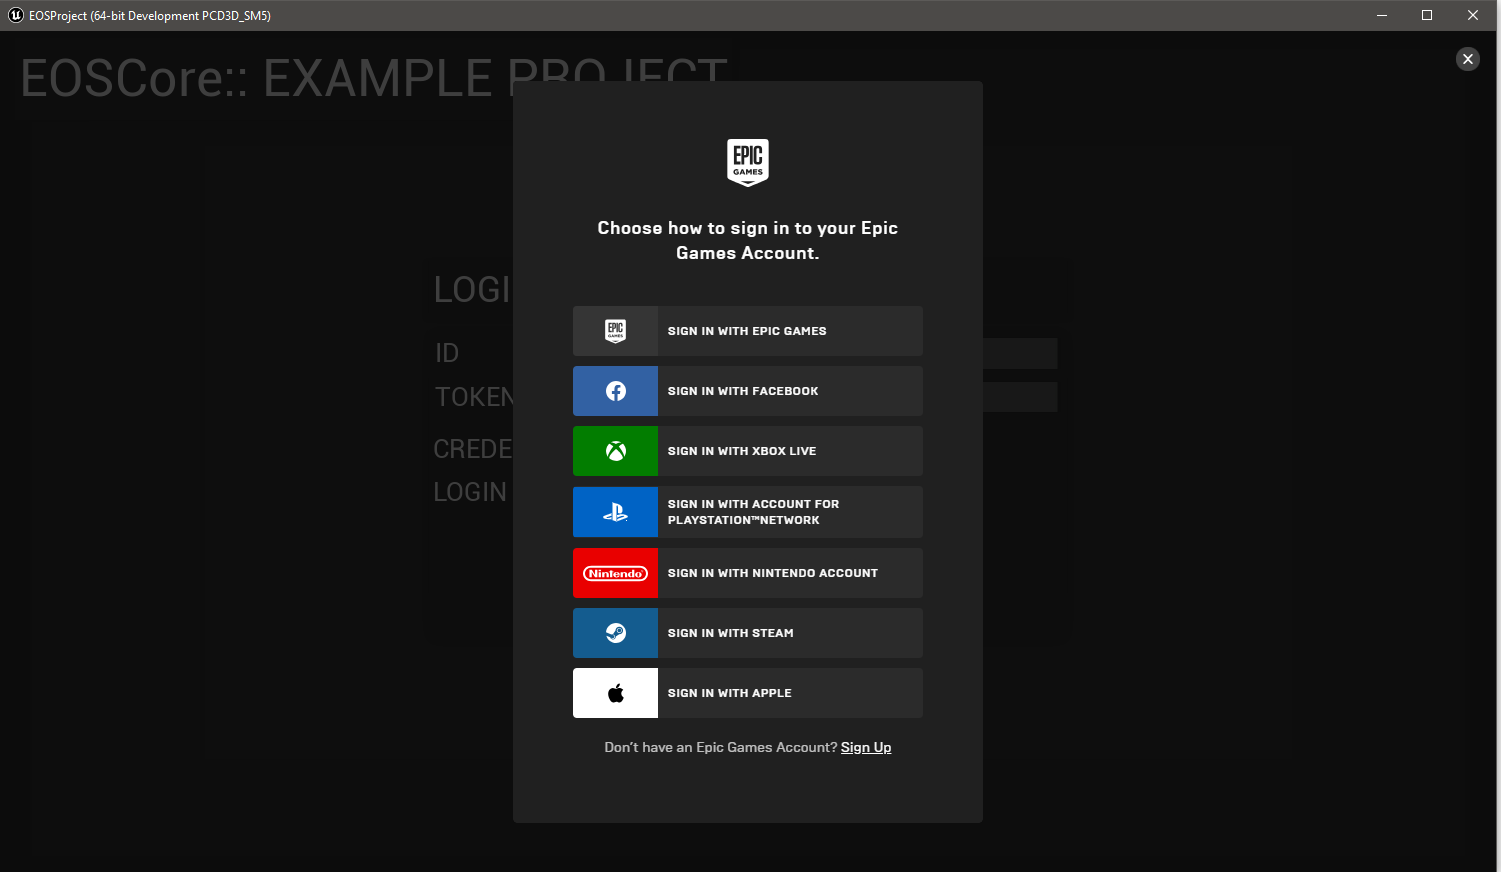 EOSProject (64-bit Development PCD3D_SM5)
EOSCore:: EXAMPLE PROJECT
EPIC
GAMES
Choose how to sign in to your Epic
Games Account.
LOGI
ID
TOKEN
CREDE
LOGIN
EPIC
GAMES
SIGN IN WITH EPIC GAMES
SIGN IN WITH FACEBOOK
SIGN IN WITH XBOX LIVE
SIGN IN WITH ACCOUNT FOR
PLAYSTATION™NETWORK
Nintendo
SIGN IN WITH NINTENDO ACCOUNT
SIGN IN WITH STEAM
SIGN IN WITH APPLE
Don't have an Epic Games Account? Sign Up